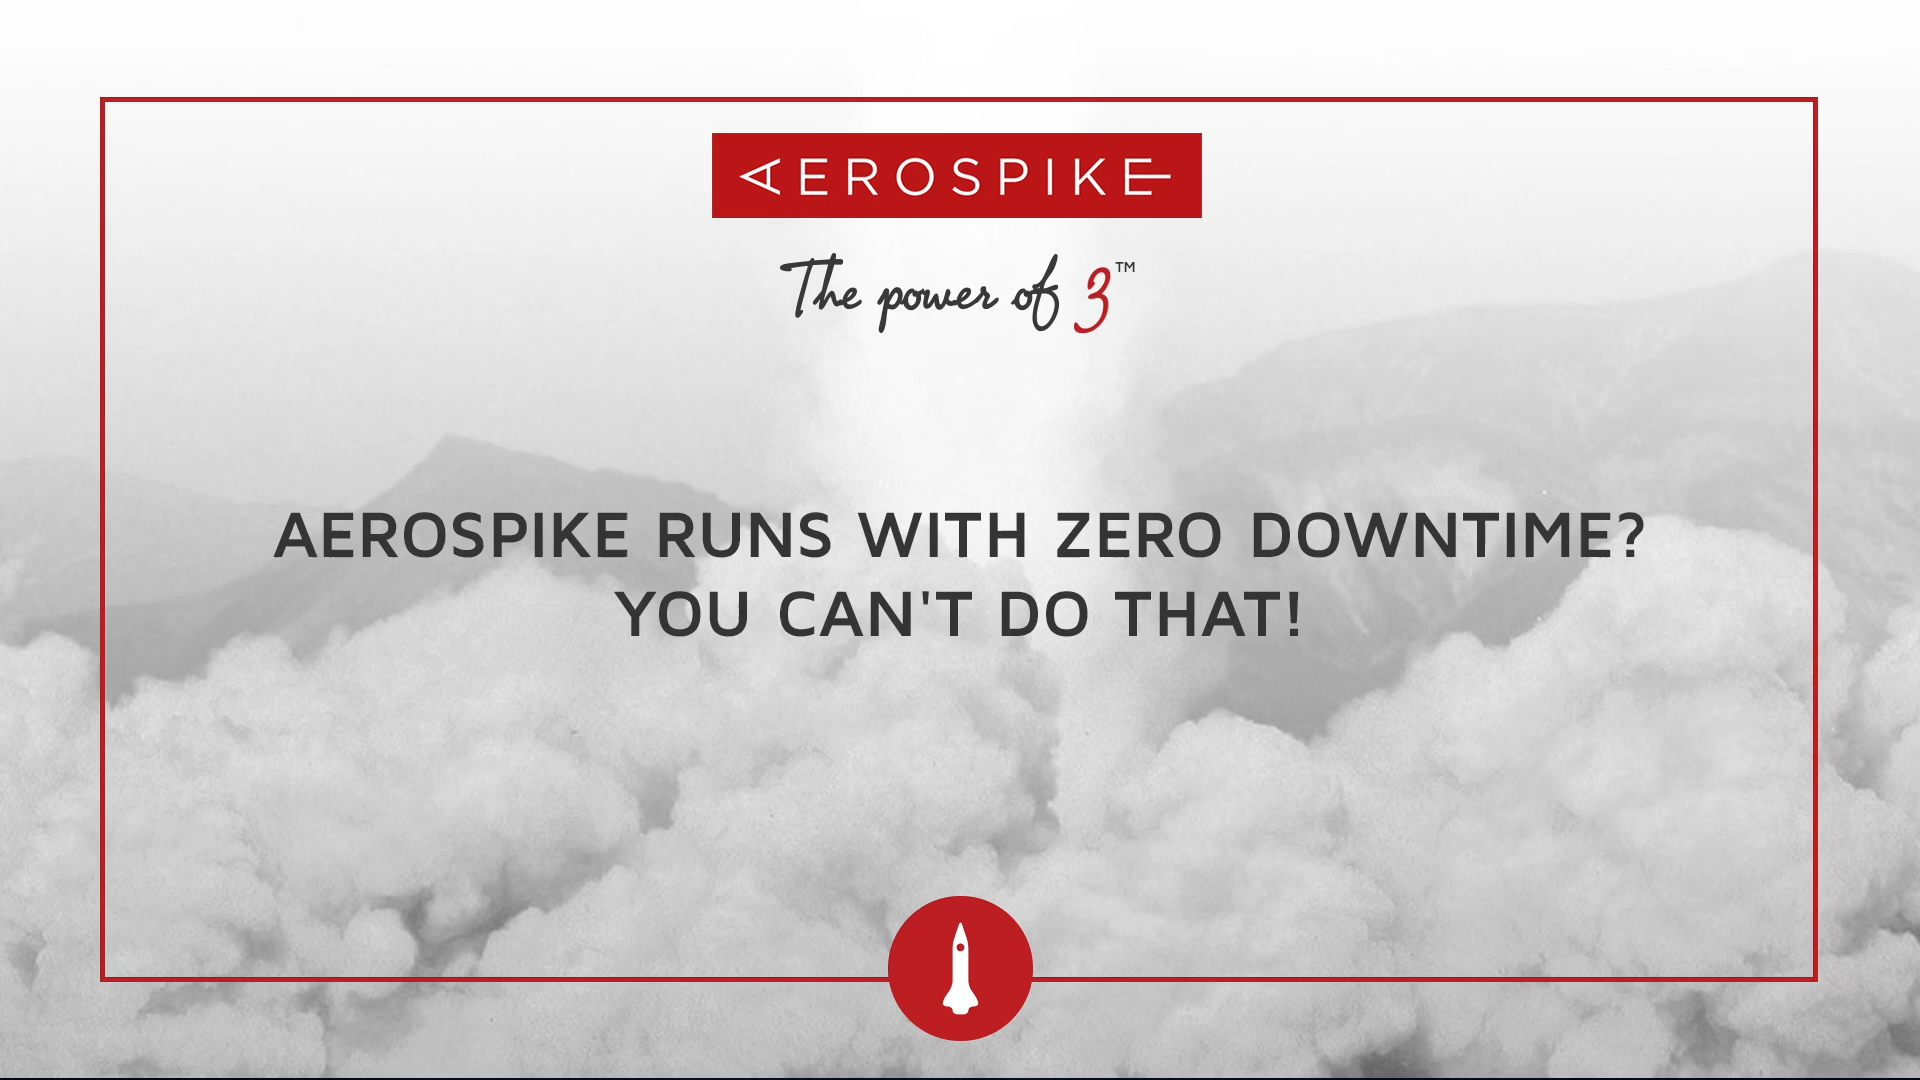 AEROSPIKE
The power of 3™
AEROSPIKE RUNS WITH ZERO DOWNTIME?
YOU CAN'T DO THAT!